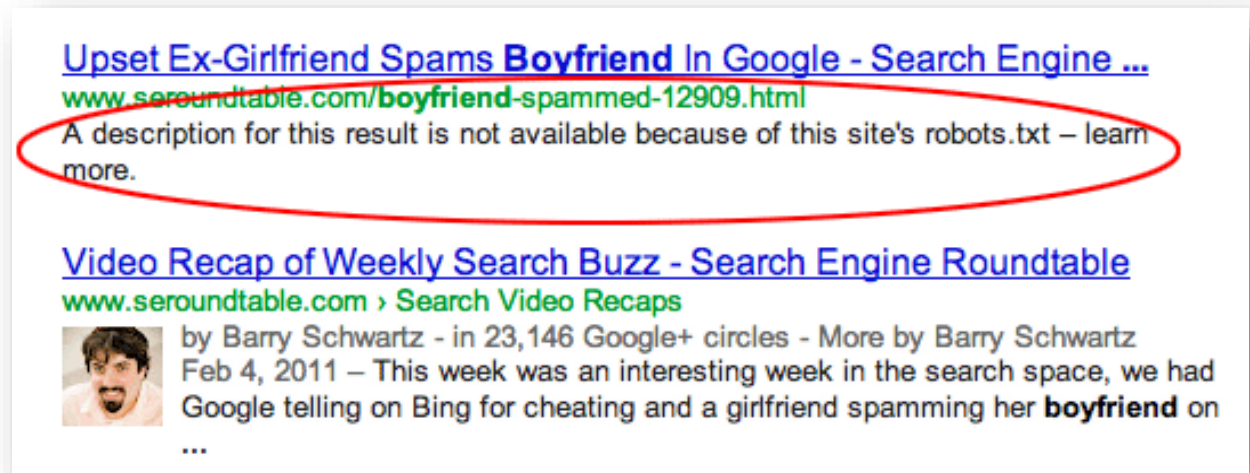 Upset Ex-Girlfriend Spams Boyfriend In Google - Search Engine ...
www.seroundtable.com/boyfriend-spammed-12909.html
A description for this result is not available because of this site's robots.txt – learn
more.
Video Recap of Weekly Search Buzz - Search Engine Roundtable
www.seroundtable.com › Search Video Recaps
by Barry Schwartz - in 23,146 Google+ circles - More by Barry Schwartz
Feb 4, 2011 – This week was an interesting week in the search space, we had
Google telling on Bing for cheating and a girlfriend spamming her boyfriend on
...